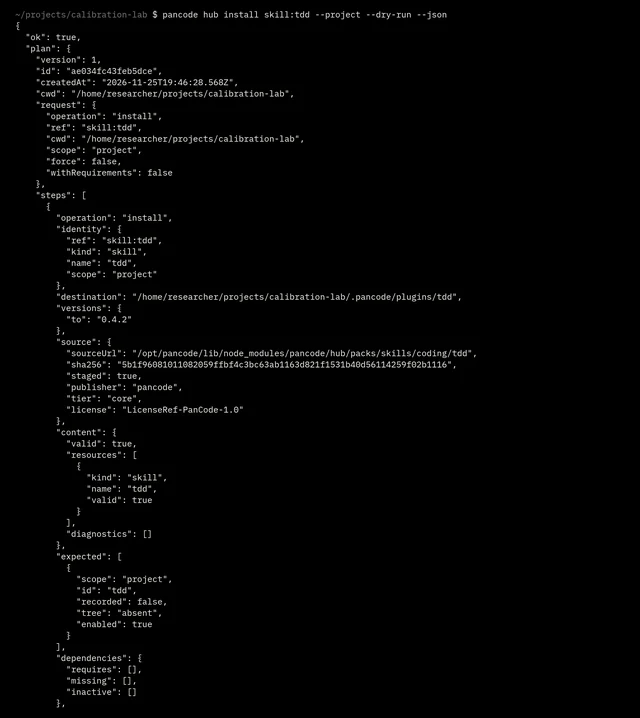 ~/projects/calibration-lab $ pancode hub install skill:tdd --project --dry-run --json
{
  "ok": true,
  "plan": {
    "version": 1,
    "id": "ae034fc43feb5dce",
    "createdAt": "2026-11-25T19:46:28.568Z",
    "cwd": "/home/researcher/projects/calibration-lab",
    "request": {
      "operation": "install",
      "ref": "skill:tdd",
      "cwd": "/home/researcher/projects/calibration-lab",
      "scope": "project",
      "force": false,
      "withRequirements": false
    },
    "steps": [
      {
        "operation": "install",
        "identity": {
          "ref": "skill:tdd",
          "kind": "skill",
          "name": "tdd",
          "scope": "project"
        },
        "destination": "/home/researcher/projects/calibration-lab/.pancode/plugins/tdd",
        "versions": {
          "to": "0.4.2"
        },
        "source": {
          "sourceUrl": "/opt/pancode/lib/node_modules/pancode/hub/packs/skills/coding/tdd",
          "sha256": "5b1f96081011082059ffbf4c3bc63ab1163d821f1531b40d56114259f02b1116",
          "staged": true,
          "publisher": "pancode",
          "tier": "core",
          "license": "LicenseRef-PanCode-1.0"
        },
        "content": {
          "valid": true,
          "resources": [
            {
              "kind": "skill",
              "name": "tdd",
              "valid": true
            }
          ],
          "diagnostics": []
        },
        "expected": [
          {
            "scope": "project",
            "id": "tdd",
            "recorded": false,
            "tree": "absent",
            "enabled": true
          }
        ],
        "dependencies": {
          "requires": [],
          "missing": [],
          "inactive": []
        },